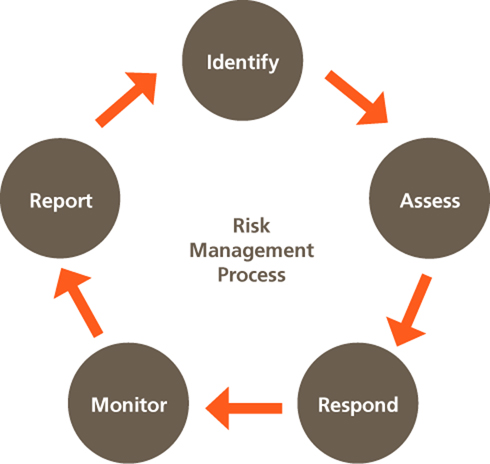 Identify
Assess
Respond
Monitor
Report
Risk
Management
Process